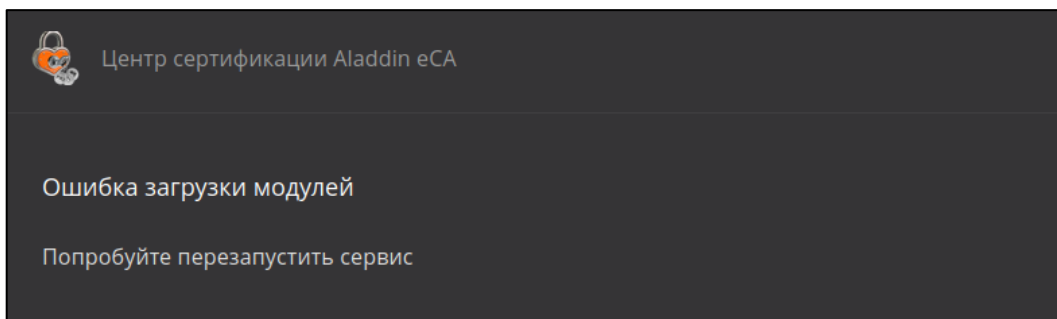 Центр сертификации Aladdin eCA
Ошибка загрузки модулей
Попробуйте перезапустить сервис